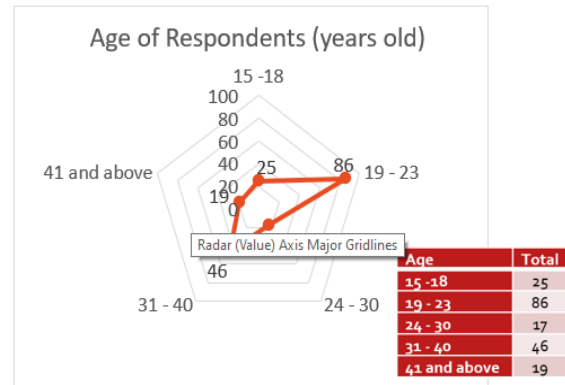 Age of Respondents (years old)
15 -18
100
80
60
40
20
0
25
86
19 - 23
41 and above
19
Radar (Value) Axis Major Gridlines
46
31 - 40
24 - 30
Age Total
15 -18 25
19 - 23 86
24 - 30 17
31 - 40 46
41 and above 19